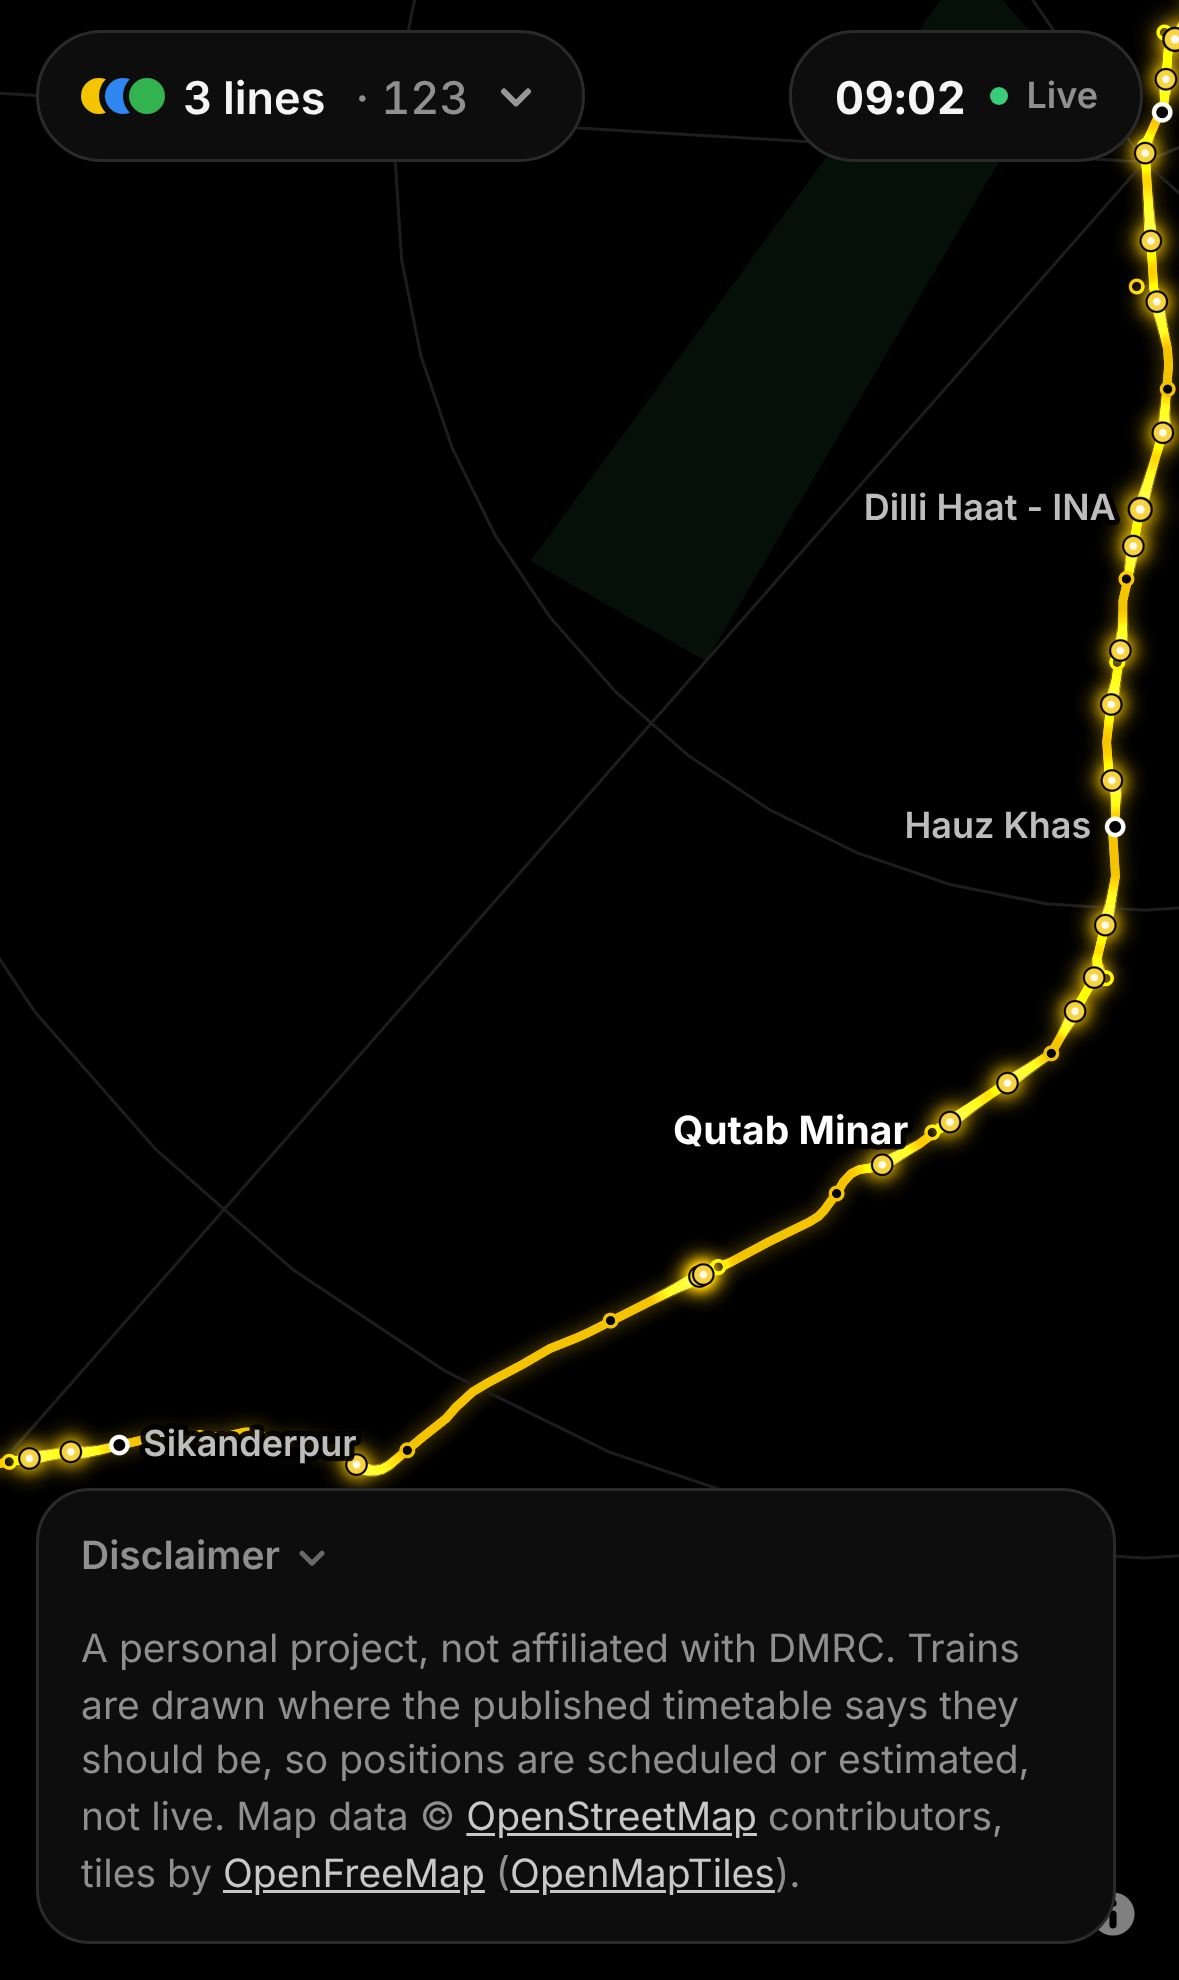 3 lines · 123
09:02 Live
Dilli Haat - INA
Hauz Khas
Qutab Minar
Sikanderpur
Disclaimer
A personal project, not affiliated with DMRC. Trains
are drawn where the published timetable says they
should be, so positions are scheduled or estimated,
not live. Map data © OpenStreetMap contributors,
tiles by OpenFreeMap (OpenMapTiles).